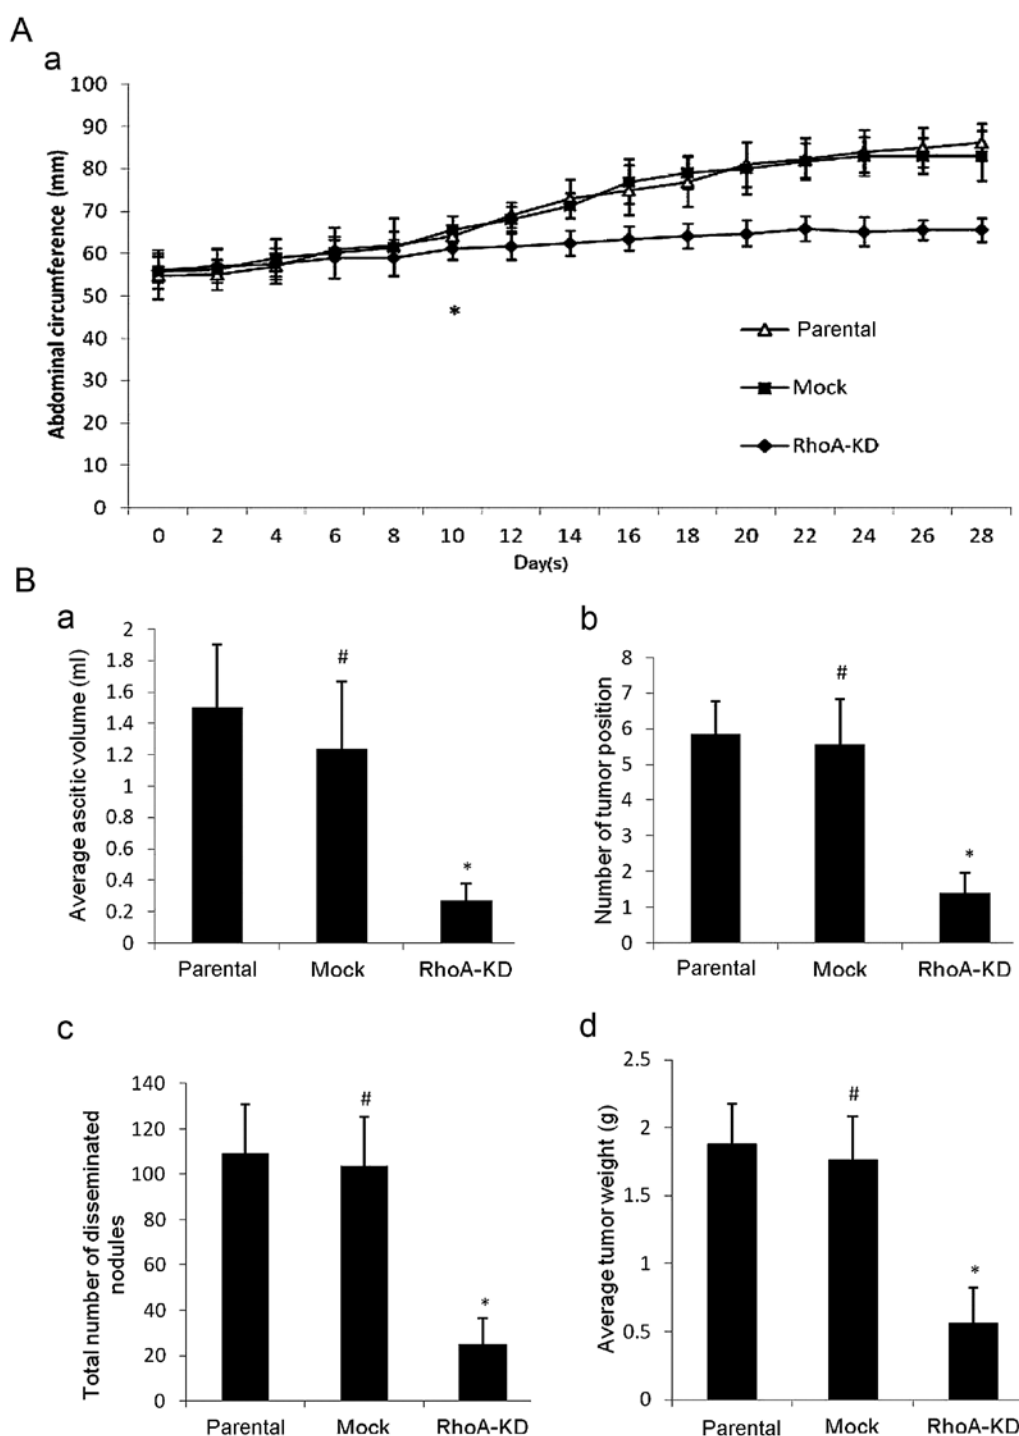 A
a
100
90
80
70
60
50
40
30
20
10
0
Abdominal circumference (mm)
*
Parental
Mock
RhoA-KD
0 2 4 6 8 10 12 14 16 18 20 22 24 26 28
Day(s)
B
a
2
1.8
1.6
1.4
1.2
1
0.8
0.6
0.4
0.2
0
Average ascitic volume (ml)
#
*
Parental Mock RhoA-KD
b
8
7
6
5
4
3
2
1
0
Number of tumor position
#
*
Parental Mock RhoA-KD
c
140
120
100
80
60
40
20
0
Total number of disseminated
nodules
#
*
Parental Mock RhoA-KD
d
2.5
2
1.5
1
0.5
0
Average tumor weight (g)
#
*
Parental Mock RhoA-KD